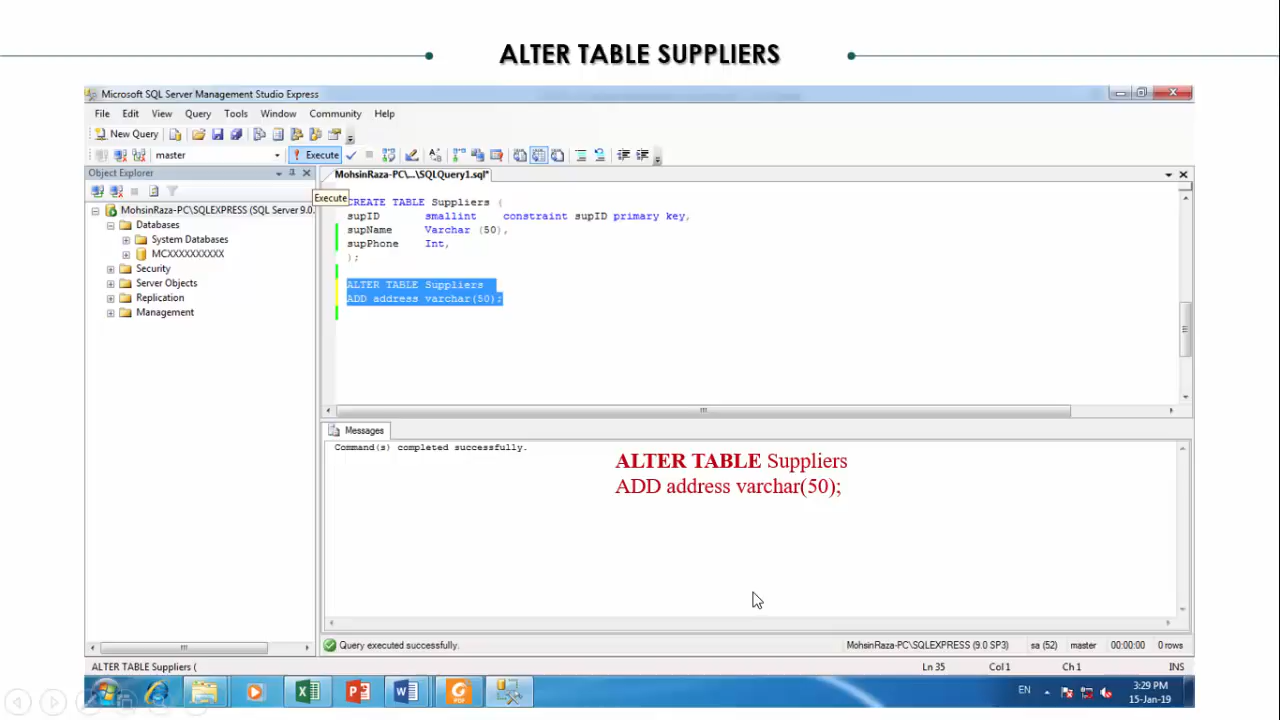 ALTER TABLE SUPPLIERS
Microsoft SQL Server Management Studio Express
File Edit View Query Tools Window Community Help
New Query
master Execute
Object Explorer
MohsinRaza-PC\...\SQLQuery1.sql*
Execute
MohsinRaza-PC\SQLEXPRESS (SQL Server 9.0.
Databases
System Databases
MCXXXXXXXXXX
Security
Server Objects
Replication
Management
CREATE TABLE Suppliers (
supID smallint constraint supID primary key,
supName Varchar (50),
supPhone Int,
);
ALTER TABLE Suppliers
ADD address varchar(50);
Messages
Command(s) completed successfully.
ALTER TABLE Suppliers
ADD address varchar(50);
Query executed successfully. MohsinRaza-PC\SQLEXPRESS (9.0 SP3) sa (52) master 00:00:00 0 rows
ALTER TABLE Suppliers ( Ln 35 Col 1 Ch 1 INS
EN 3:29 PM
15-Jan-19